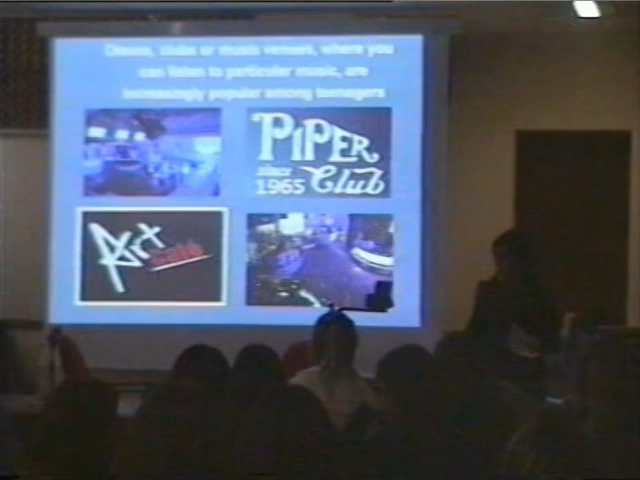 Discos, clubs or music venues, where you
can listen to particular music, are
increasingly popular among teenagers
PIPER
since
1965 Club
Art